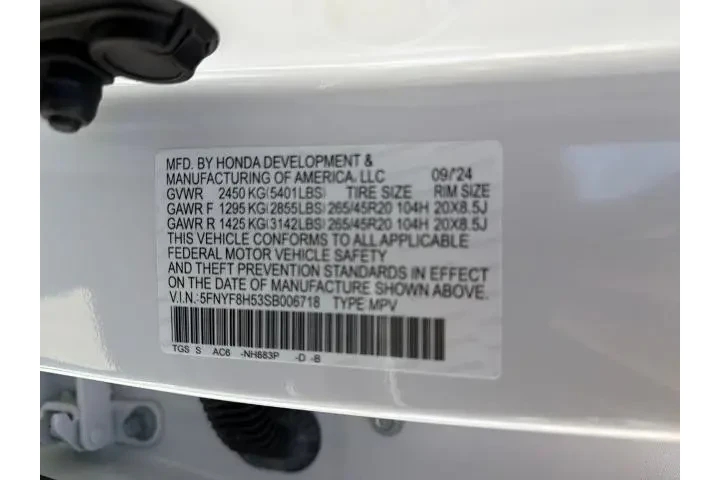 MFD. BY HONDA DEVELOPMENT &
MANUFACTURING OF AMERICA, LLC 09/'24
GVWR 2450 KG(5401LBS) TIRE SIZE RIM SIZE
GAWR F 1295 KG(2855LBS) 265/45R20 104H 20X8.5J
GAWR R 1425 KG(3142LBS) 265/45R20 104H 20X8.5J
THIS VEHICLE CONFORMS TO ALL APPLICABLE
FEDERAL MOTOR VEHICLE SAFETY
AND THEFT PREVENTION STANDARDS IN EFFECT
ON THE DATE OF MANUFACTURE SHOWN ABOVE.
V.I.N.:5FNYF8H53SB006718 TYPE MPV
TGS S AC6 -NH883P -D -B